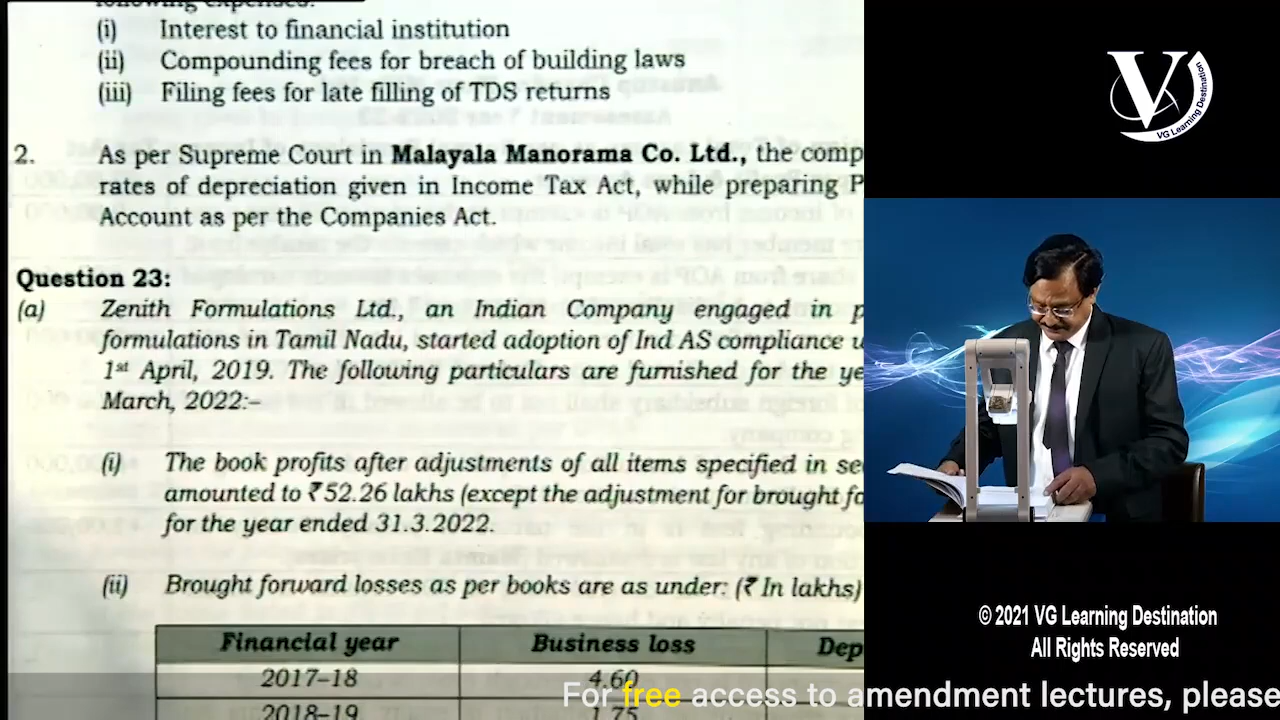 following expenses:
(i) Interest to financial institution
(ii) Compounding fees for breach of building laws
(iii) Filing fees for late filling of TDS returns
2. As per Supreme Court in Malayala Manorama Co. Ltd., the comp
rates of depreciation given in Income Tax Act, while preparing P
Account as per the Companies Act.
Question 23:
(a) Zenith Formulations Ltd., an Indian Company engaged in p
formulations in Tamil Nadu, started adoption of Ind AS compliance
1st April, 2019. The following particulars are furnished for the ye
March, 2022:–
(i) The book profits after adjustments of all items specified in se
amounted to ₹52.26 lakhs (except the adjustment for brought fo
for the year ended 31.3.2022.
(ii) Brought forward losses as per books are as under: (₹ In lakhs)
Financial year Business loss Dep
2017–18 4.60
2018–19 1.75
V
VG Learning Destination
© 2021 VG Learning Destination
All Rights Reserved
For free access to amendment lectures, please